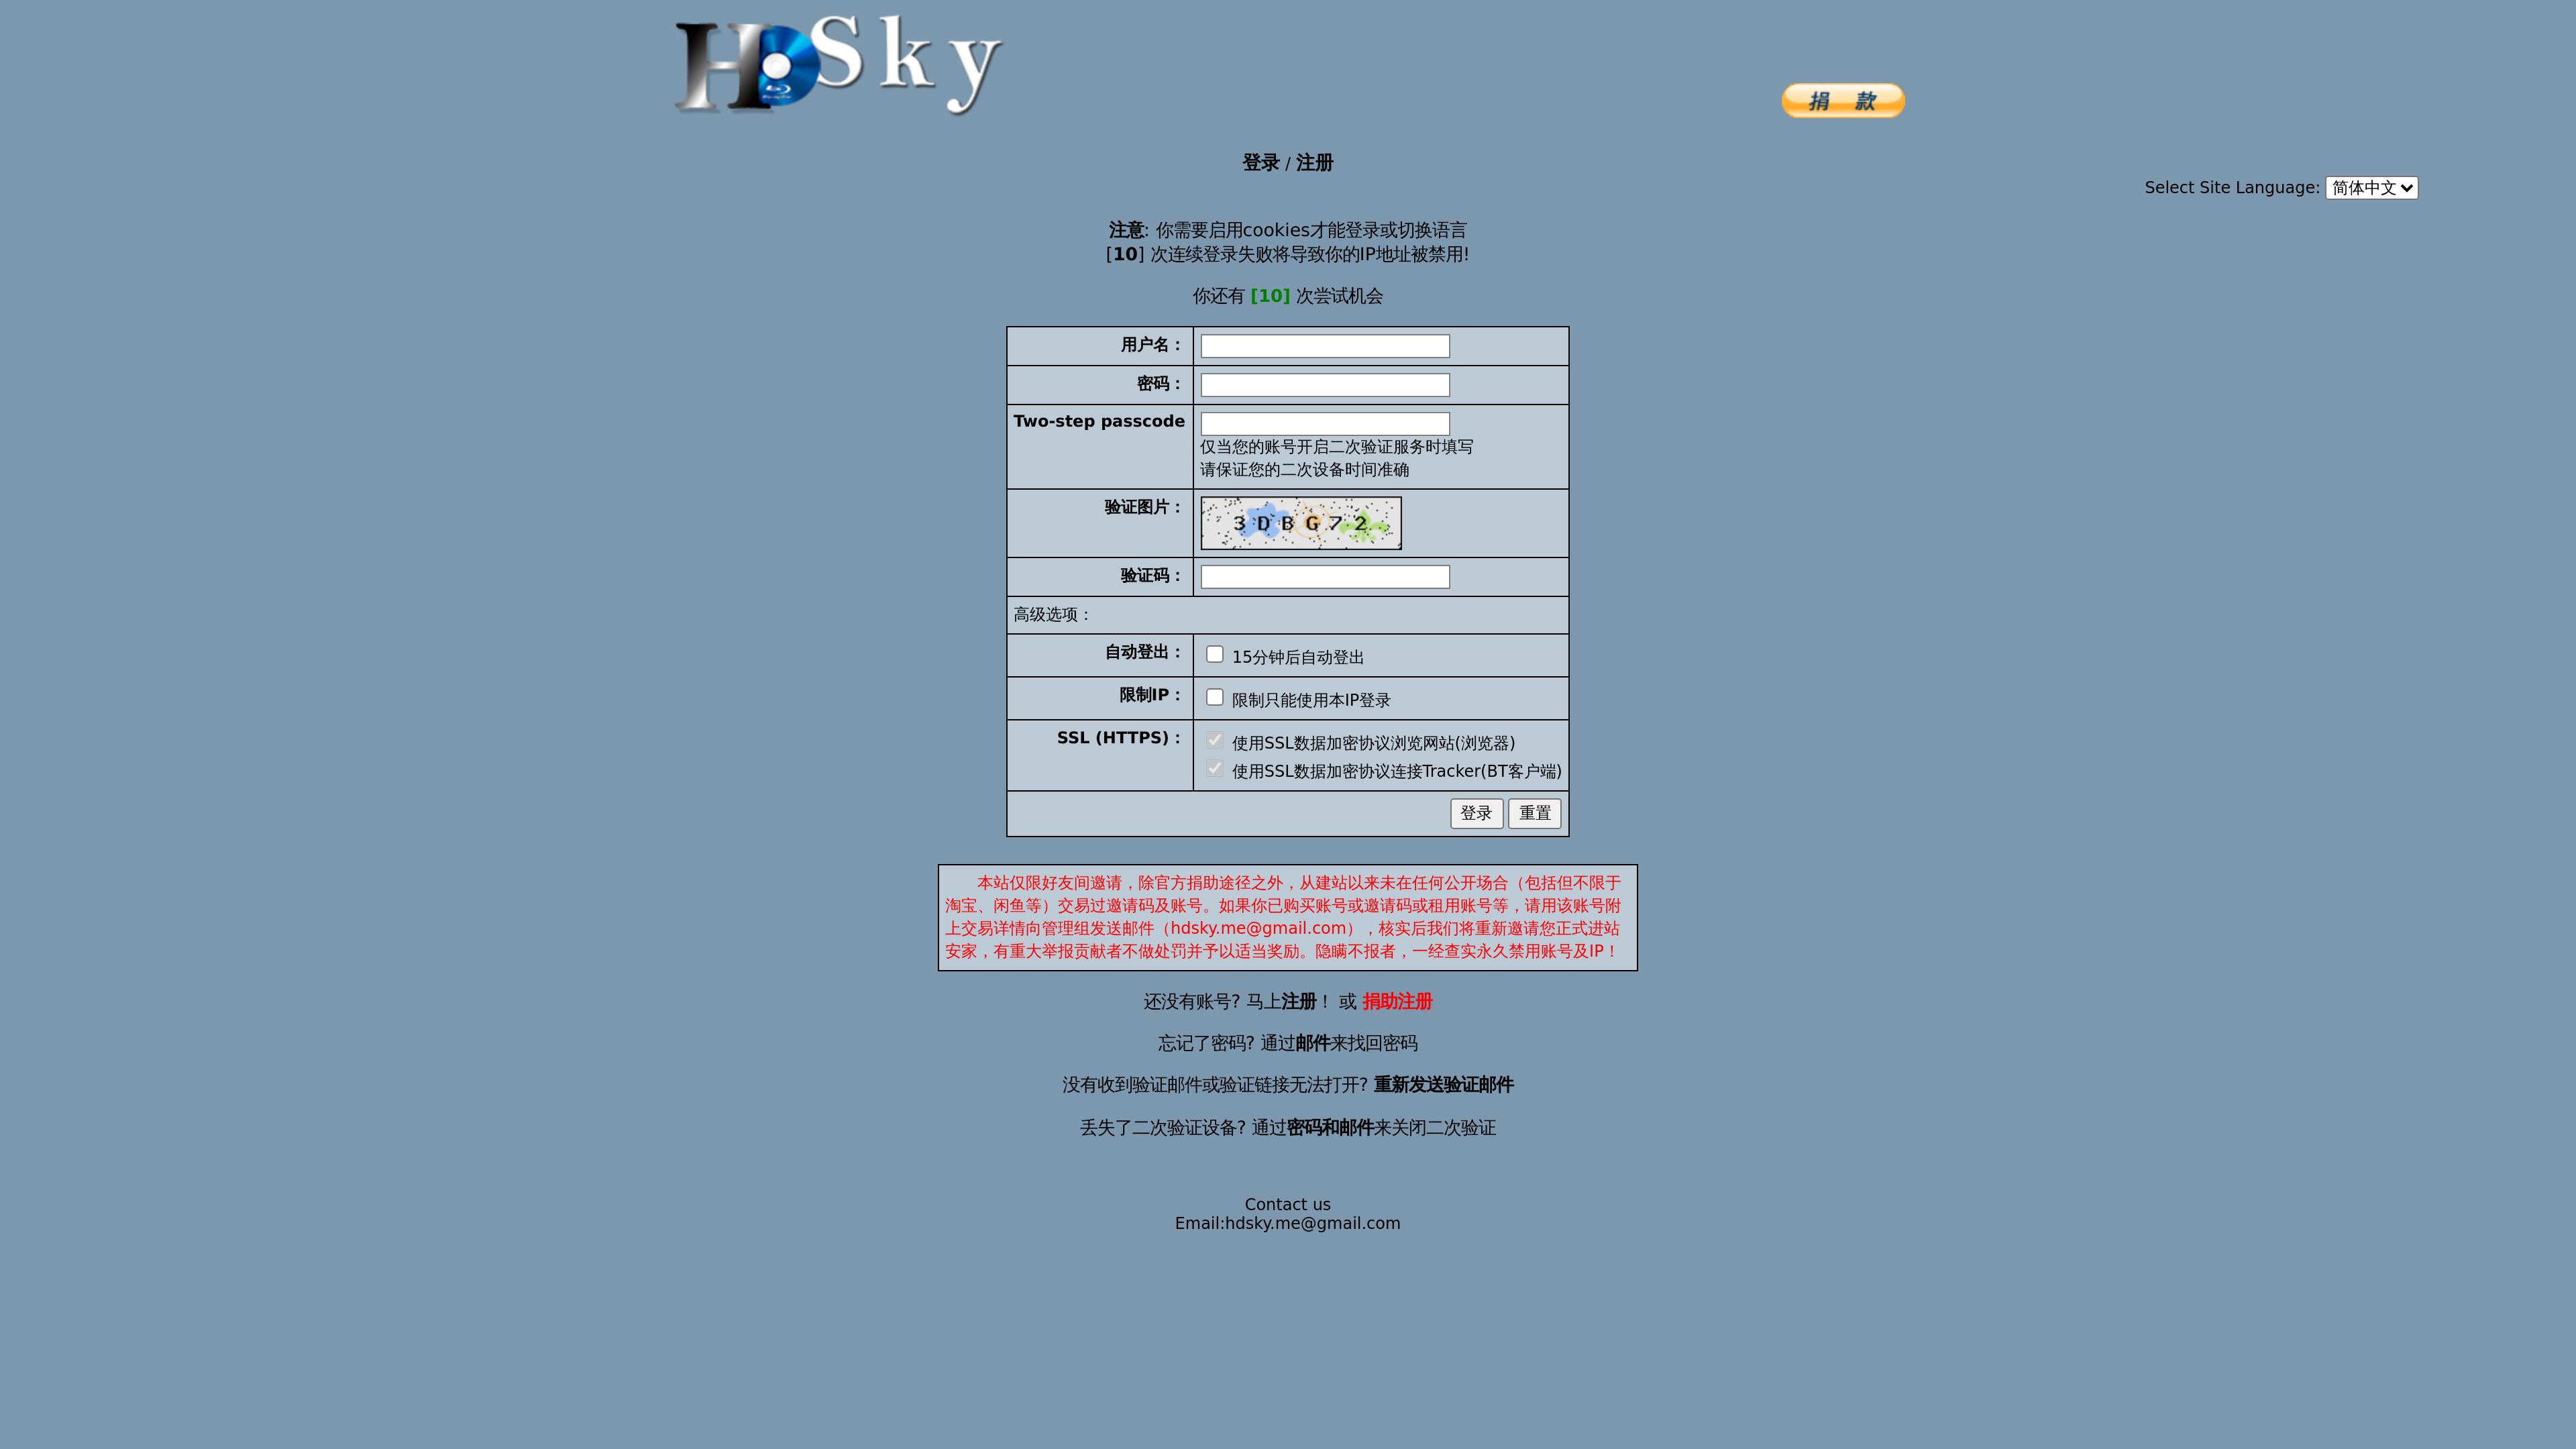 HDSky
捐 款
登录 / 注册
Select Site Language: 简体中文
注意: 你需要启用cookies才能登录或切换语言
[10] 次连续登录失败将导致你的IP地址被禁用!
你还有 [10] 次尝试机会
用户名：
密码：
Two-step passcode
仅当您的账号开启二次验证服务时填写
请保证您的二次设备时间准确
验证图片：
3DBG72
验证码：
高级选项：
自动登出： 15分钟后自动登出
限制IP： 限制只能使用本IP登录
SSL (HTTPS)： 使用SSL数据加密协议浏览网站(浏览器)
使用SSL数据加密协议连接Tracker(BT客户端)
登录 重置
本站仅限好友间邀请，除官方捐助途径之外，从建站以来未在任何公开场合（包括但不限于
淘宝、闲鱼等）交易过邀请码及账号。如果你已购买账号或邀请码或租用账号等，请用该账号附
上交易详情向管理组发送邮件（hdsky.me@gmail.com），核实后我们将重新邀请您正式进站
安家，有重大举报贡献者不做处罚并予以适当奖励。隐瞒不报者，一经查实永久禁用账号及IP！
还没有账号? 马上注册！ 或 捐助注册
忘记了密码? 通过邮件来找回密码
没有收到验证邮件或验证链接无法打开? 重新发送验证邮件
丢失了二次验证设备? 通过密码和邮件来关闭二次验证
Contact us
Email:hdsky.me@gmail.com